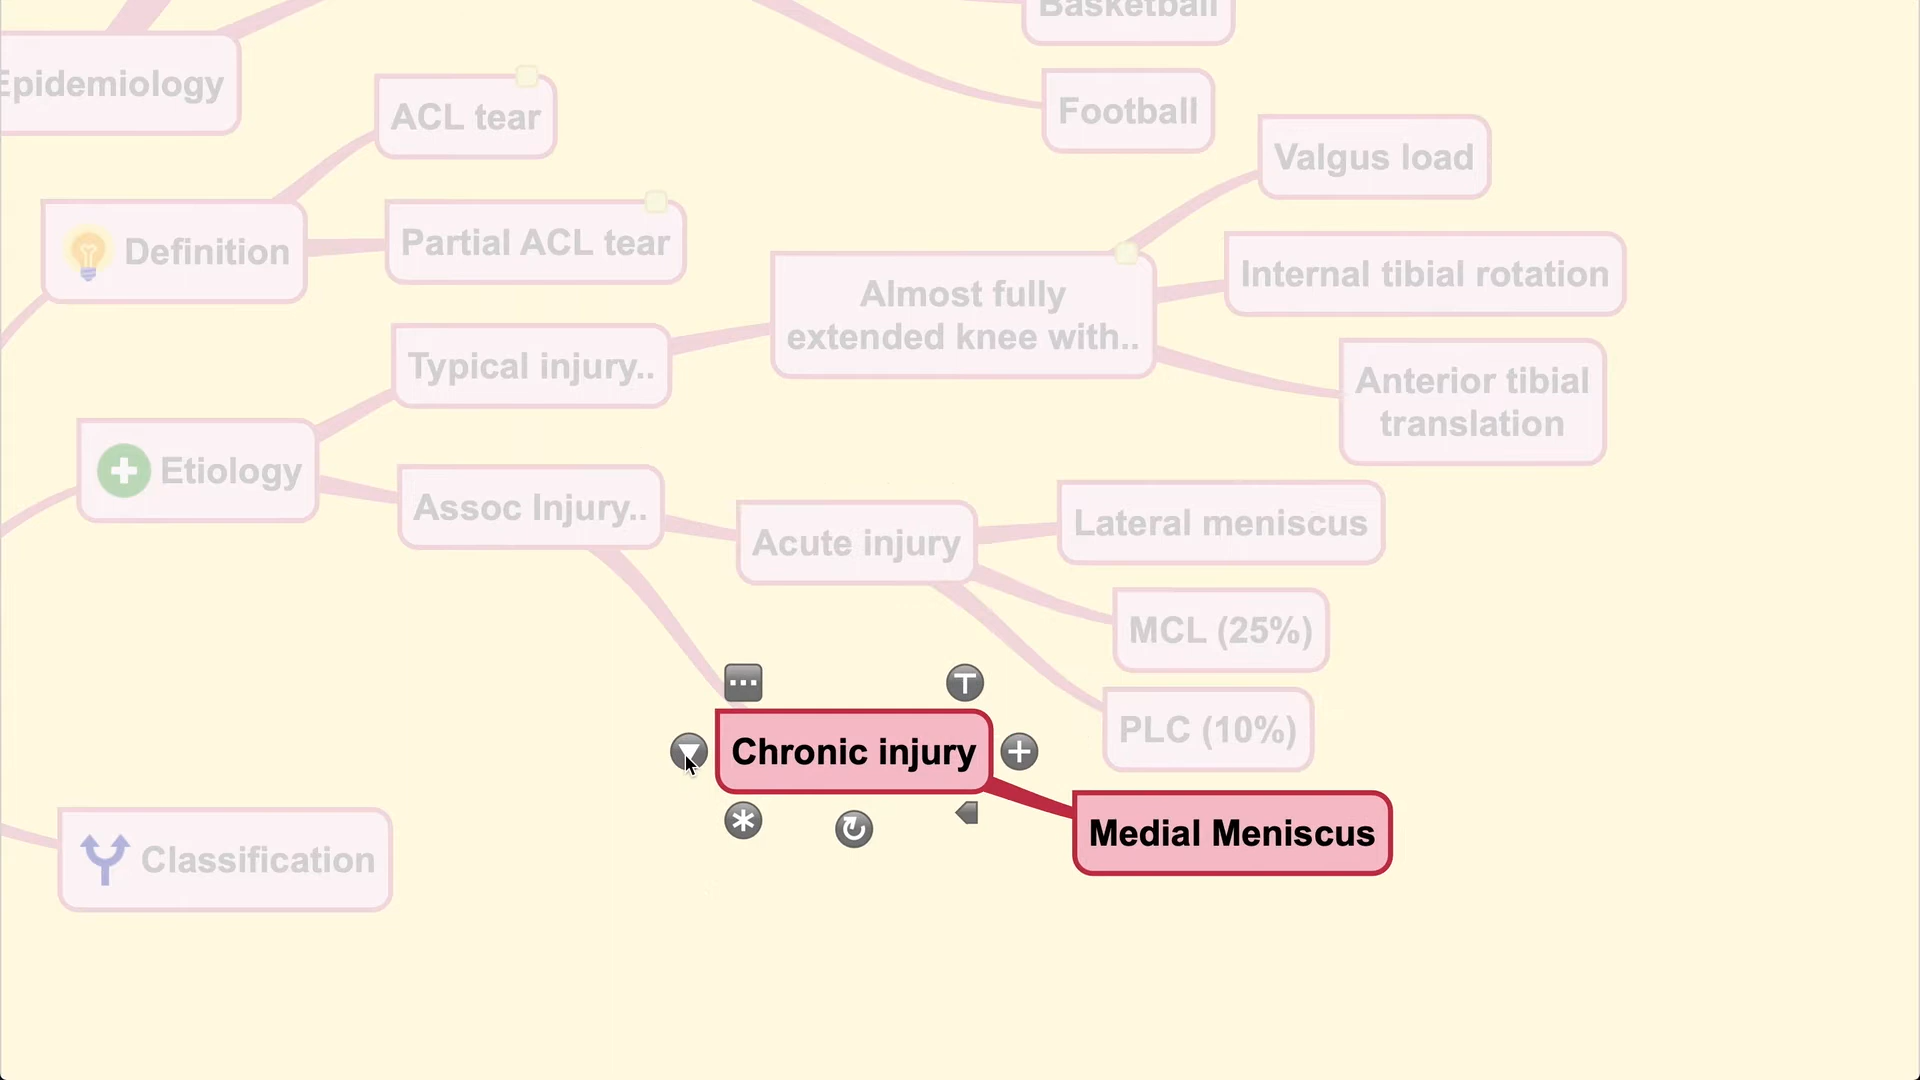 Basketball
Epidemiology
ACL tear
Football
Valgus load
Definition
Partial ACL tear
Almost fully
extended knee with..
Internal tibial rotation
Typical injury..
Anterior tibial
translation
Etiology
Assoc Injury..
Acute injury
Lateral meniscus
MCL (25%)
PLC (10%)
T
Chronic injury
Medial Meniscus
Classification